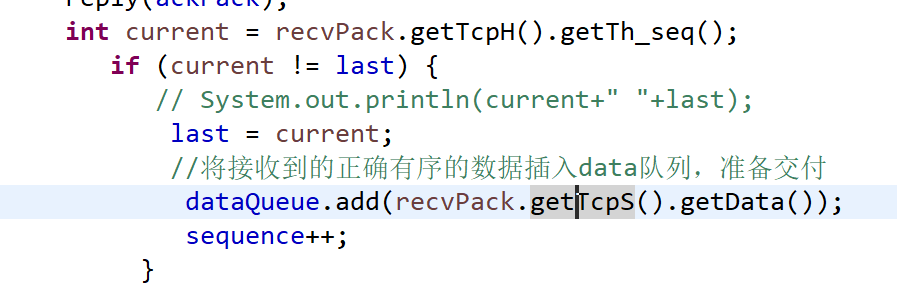 reply(ackPack);
int current = recvPack.getTcpH().getTh_seq();
if (current != last) {
// System.out.println(current+" "+last);
last = current;
//将接收到的正确有序的数据插入data队列，准备交付
dataQueue.add(recvPack.getTcpS().getData());
sequence++;
}